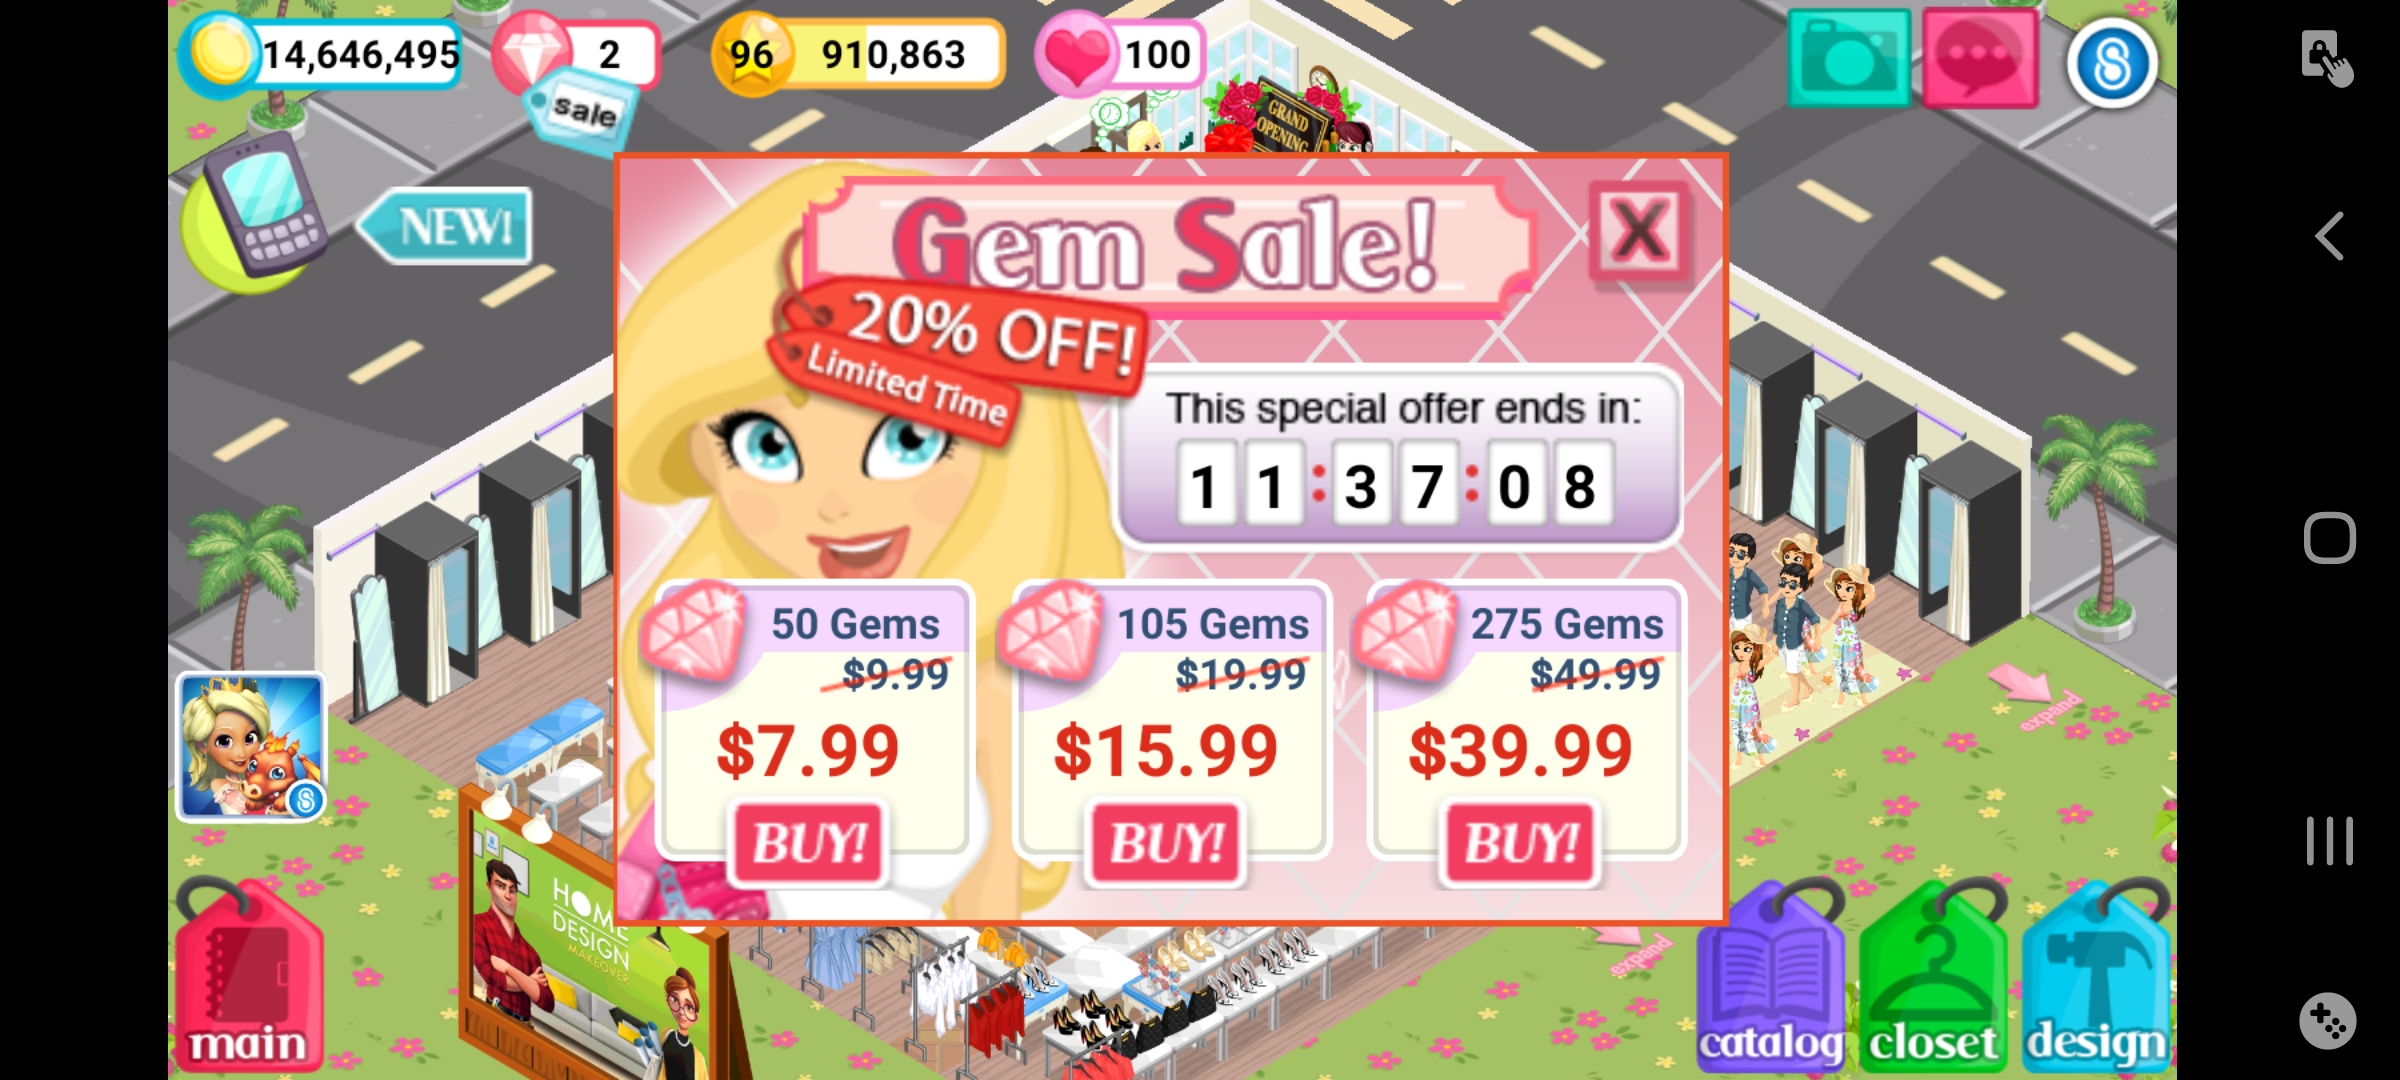 14,646,495
2
96
910,863
100
sale
GRAND
OPENING
NEW!
Gem Sale!
X
20% OFF!
Limited Time
This special offer ends in:
11:37:08
50 Gems
$9.99
$7.99
BUY!
105 Gems
$19.99
$15.99
BUY!
275 Gems
$49.99
$39.99
BUY!
expand
expand
HOME
DESIGN
MAKEOVER
main
catalog
closet
design